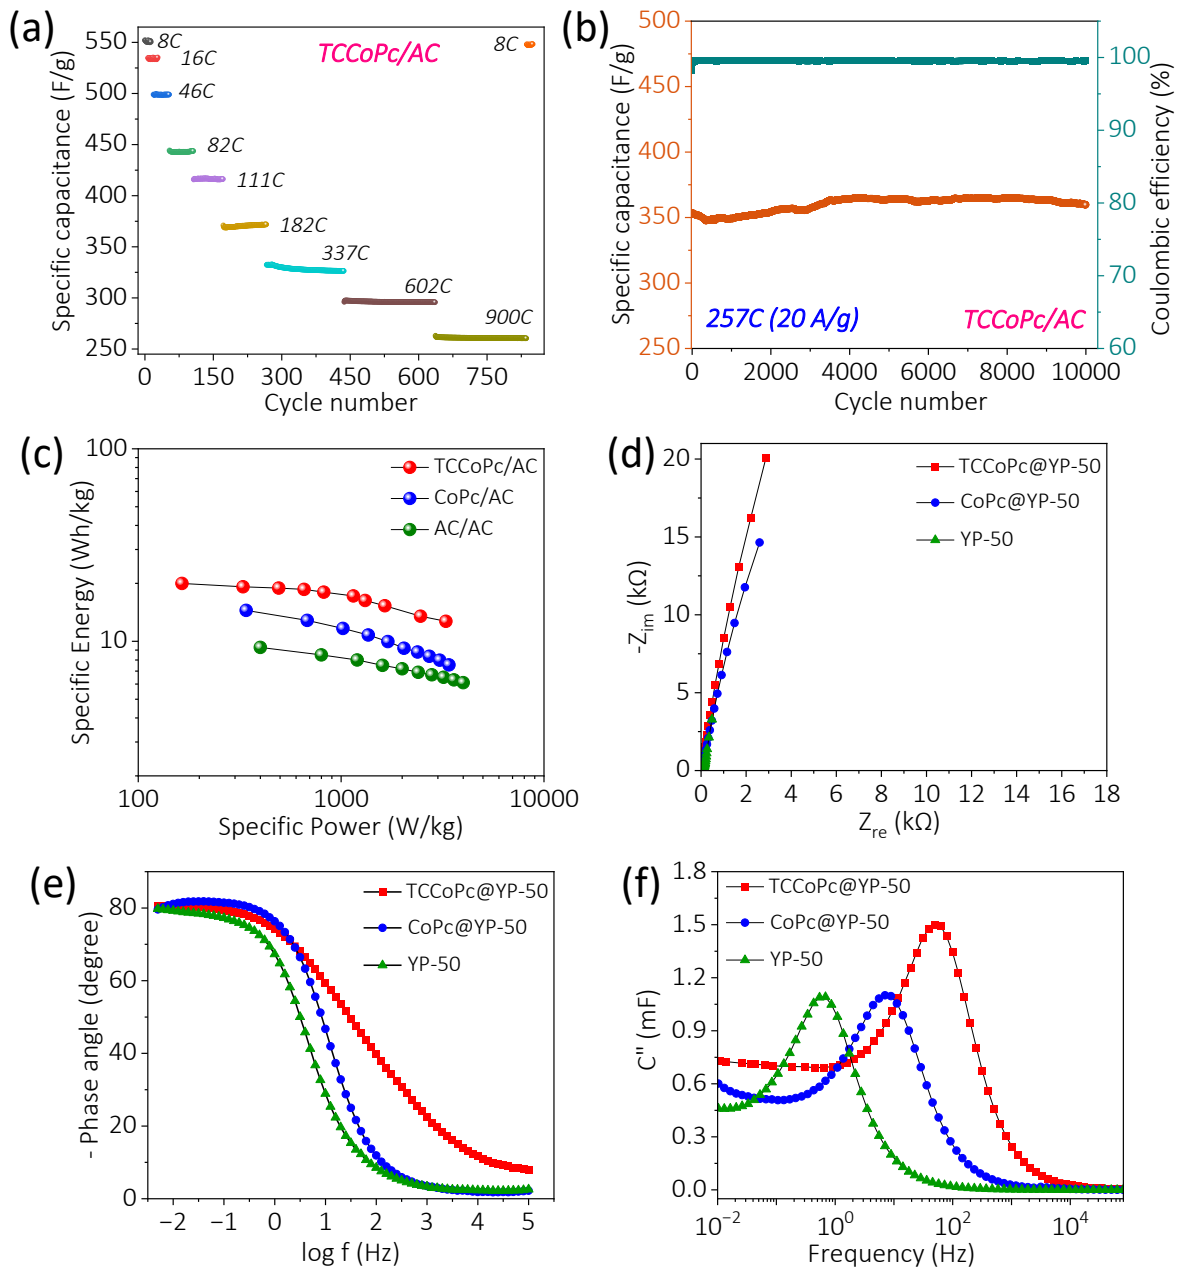 (a)
Specific capacitance (F/g)
550
500
450
400
350
300
250
8C
16C
46C
82C
111C
182C
337C
602C
900C
8C
TCCoPc/AC
0 150 300 450 600 750
Cycle number
(b)
Specific capacitance (F/g)
500
450
400
350
300
250
100
90
80
70
60
Coulombic efficiency (%)
257C (20 A/g)
TCCoPc/AC
0 2000 4000 6000 8000 10000
Cycle number
(c)
Specific Energy (Wh/kg)
100
10
TCCoPc/AC
CoPc/AC
AC/AC
100 1000 10000
Specific Power (W/kg)
(d)
-Z_im (kΩ)
20
15
10
5
0
TCCoPc@YP-50
CoPc@YP-50
YP-50
0 2 4 6 8 10 12 14 16 18
Z_re (kΩ)
(e)
- Phase angle (degree)
80
60
40
20
0
TCCoPc@YP-50
CoPc@YP-50
YP-50
−2 −1 0 1 2 3 4 5
log f (Hz)
(f)
C" (mF)
1.8
1.5
1.2
0.9
0.6
0.3
0.0
TCCoPc@YP-50
CoPc@YP-50
YP-50
10⁻² 10⁰ 10² 10⁴
Frequency (Hz)